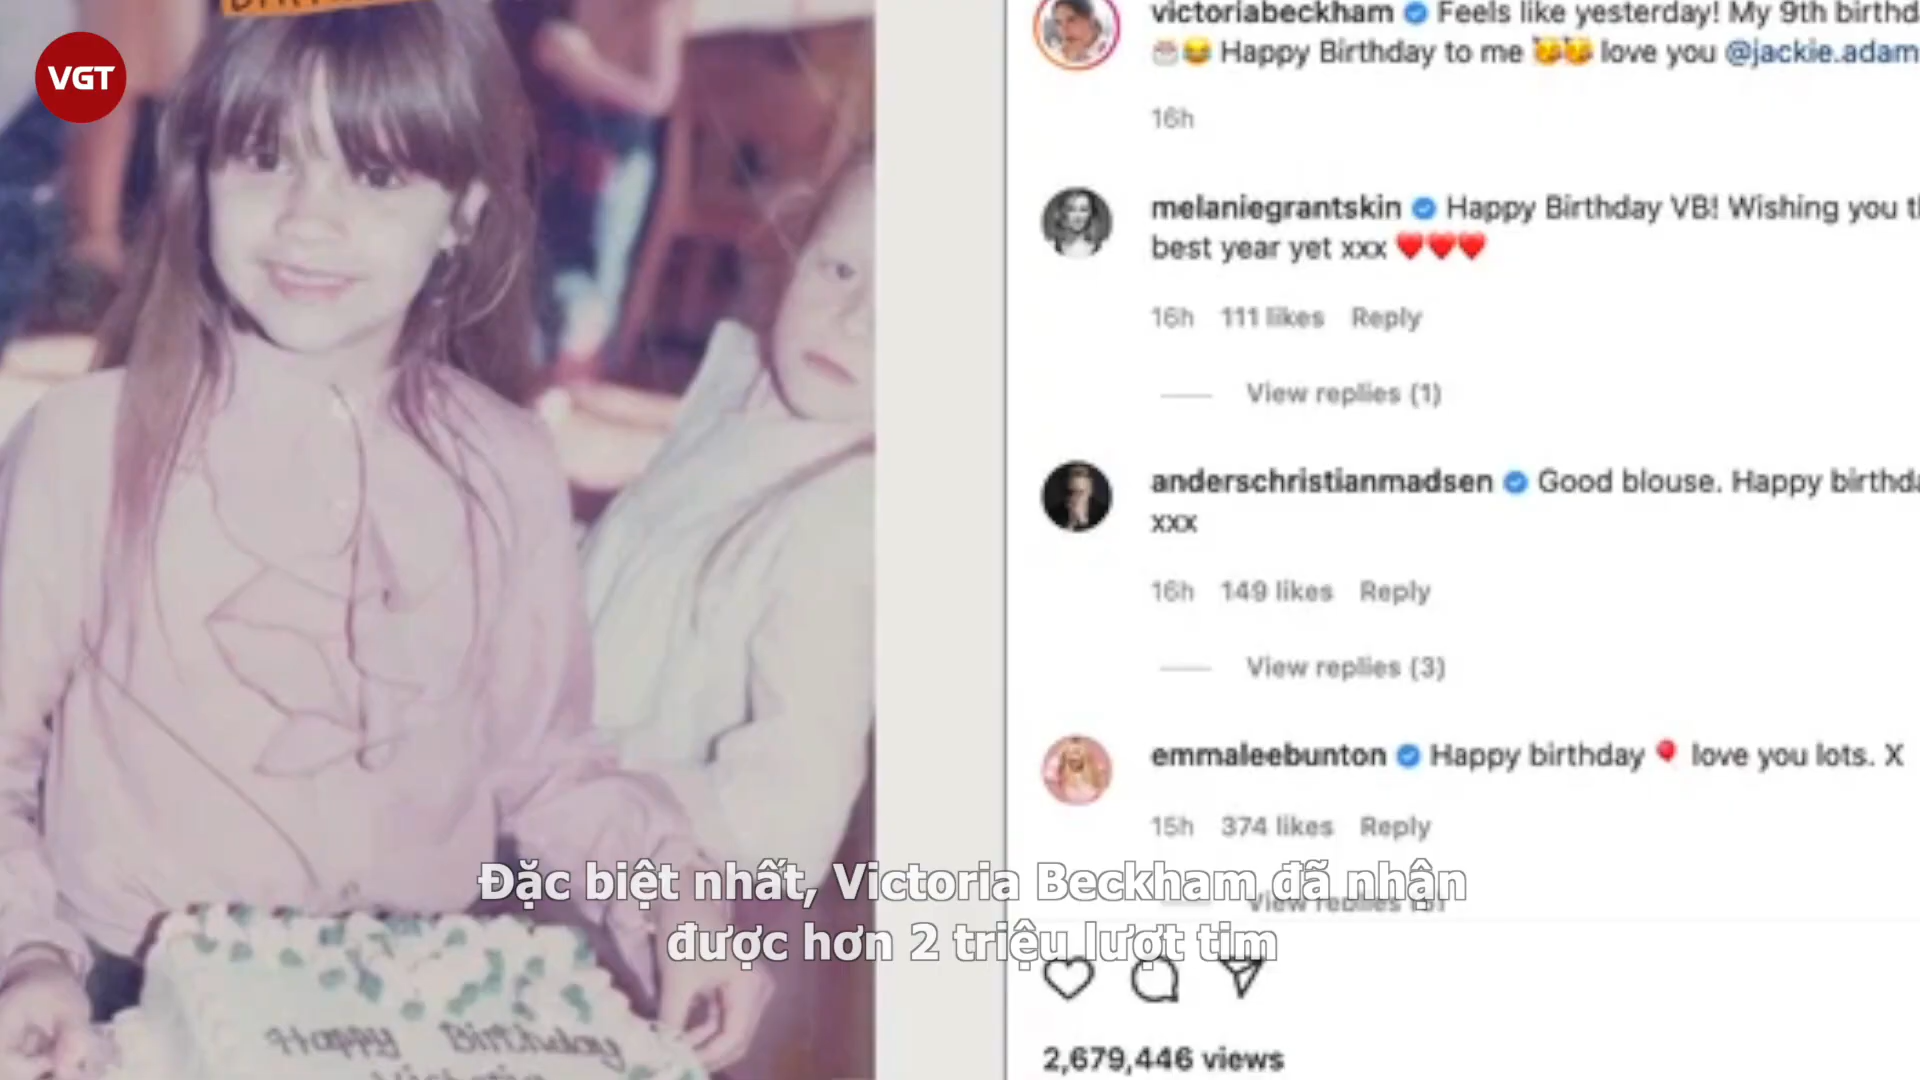 VGT
victoriabeckham Feels like yesterday! My 9th
🎂😂 Happy Birthday to me 🥳🥳 love you @jackie.adam
16h
melaniegrantskin Happy Birthday VB! Wishing you
best year yet xxx ❤️❤️❤️
16h 111 likes Reply
View replies (1)
anderschristianmadsen Good blouse. Happy
xxx
16h 149 likes Reply
View replies (3)
emmaleebunton Happy birthday 🎈 love you lots. X
15h 374 likes Reply
View replies
Đặc biệt nhất, Victoria Beckham đã nhận
được hơn 2 triệu lượt tim
2,679,446 views
Happy Birthday